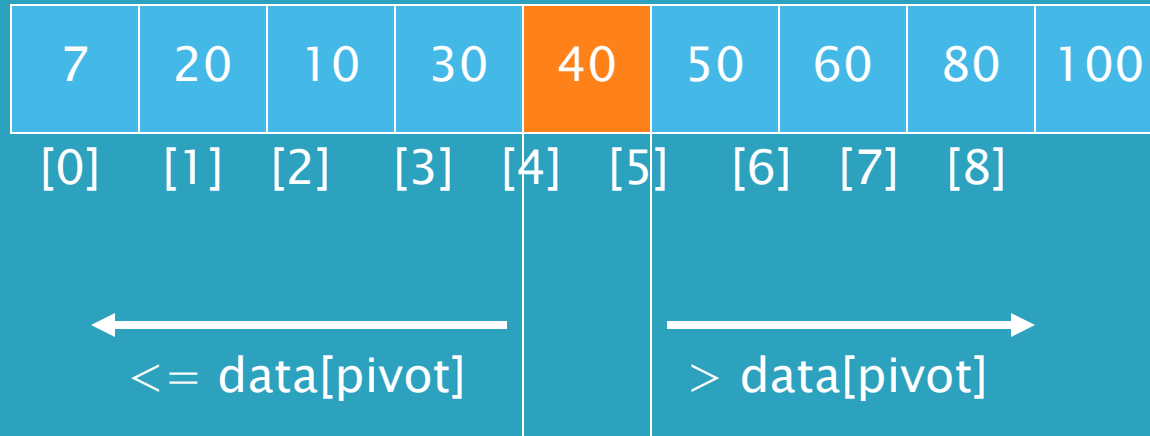 7 20 10 30 40 50 60 80 100
[0] [1] [2] [3] [4] [5] [6] [7] [8]
<= data[pivot] > data[pivot]